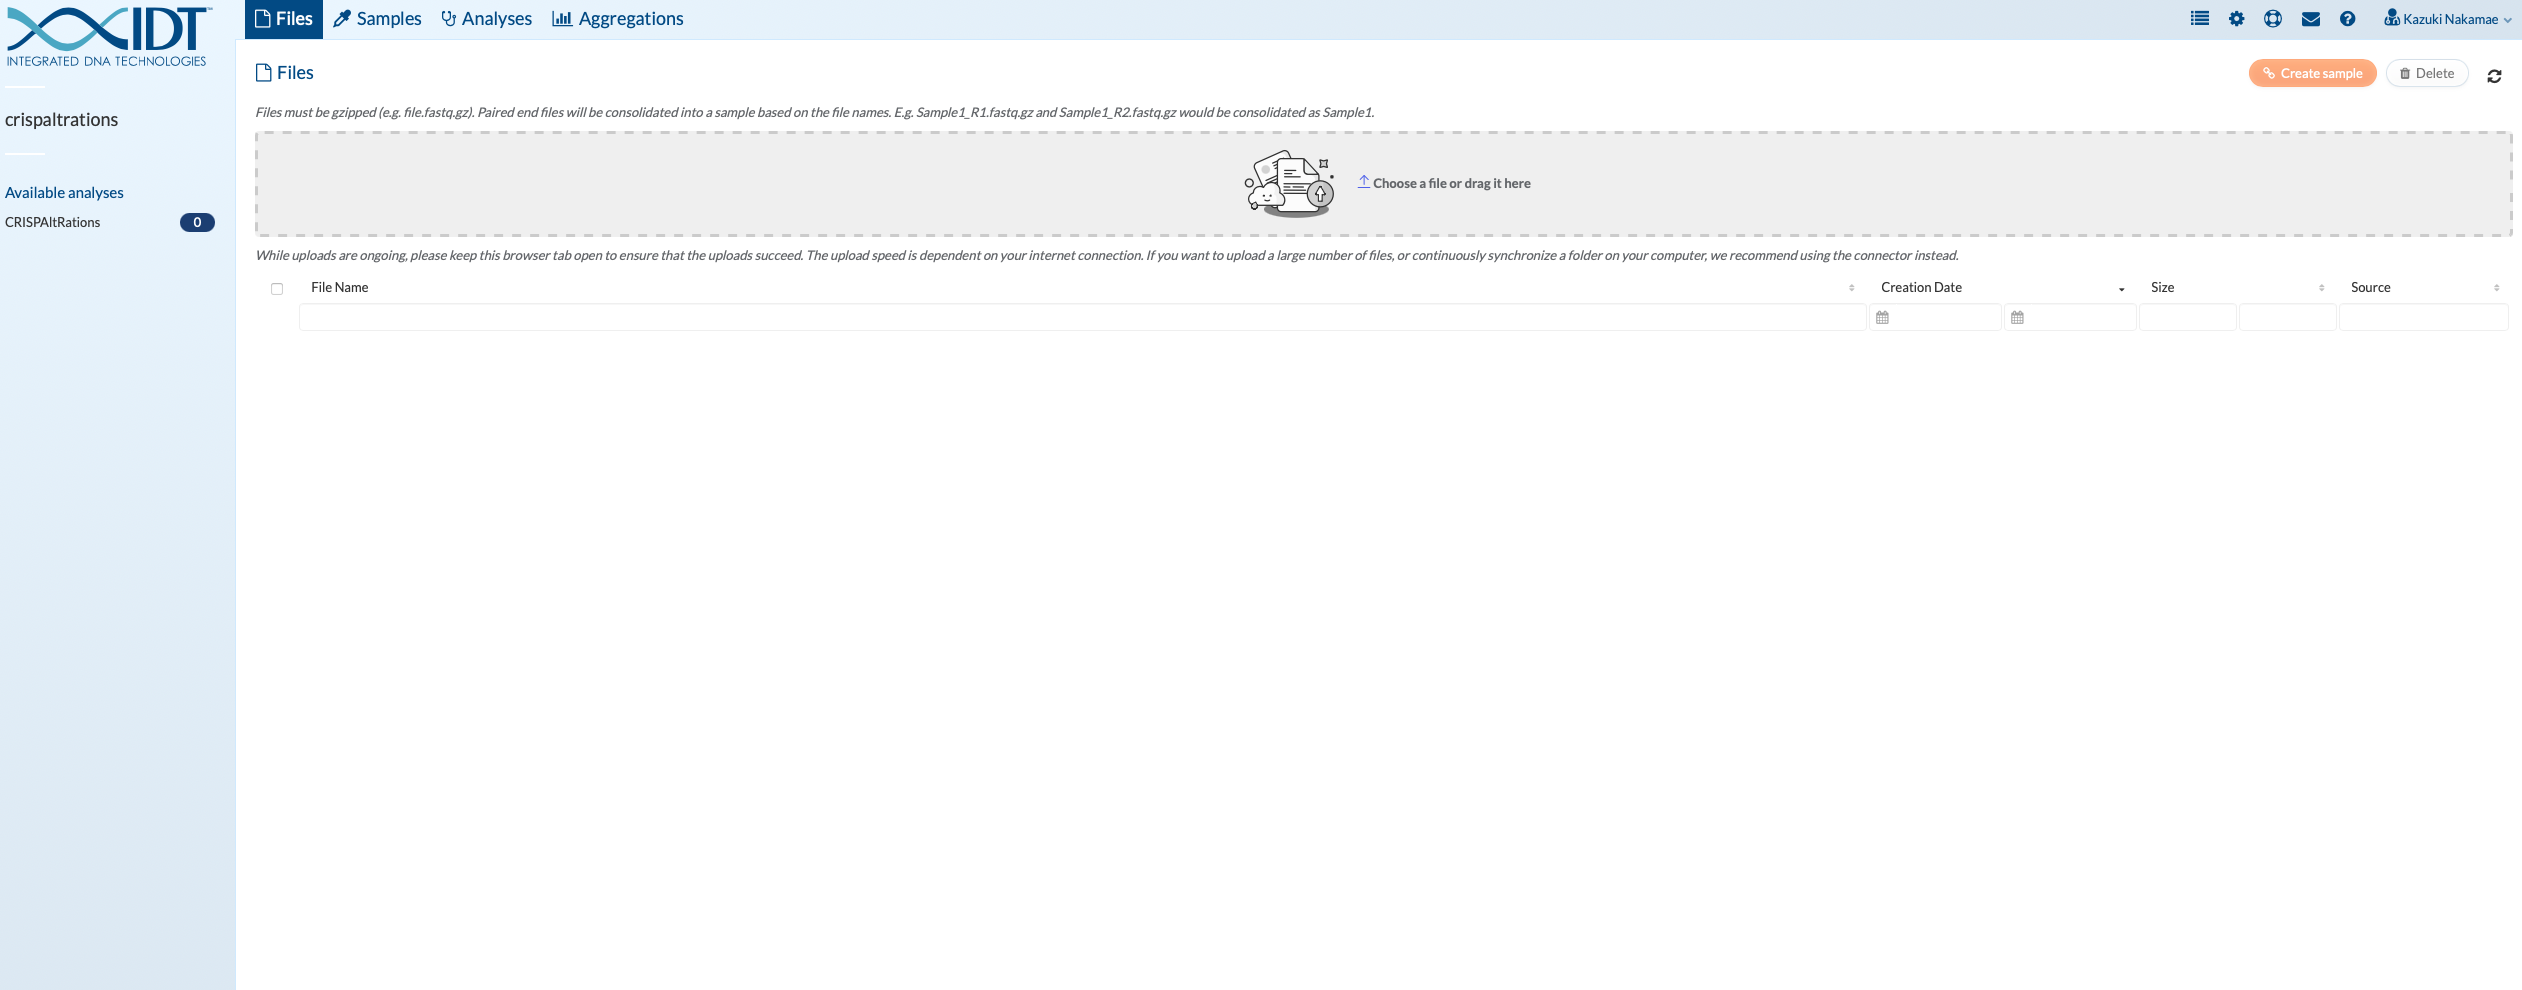 IDT
INTEGRATED DNA TECHNOLOGIES
Files
Samples
Analyses
Aggregations
Kazuki Nakamae
crispaltrations
Available analyses
CRISPAltRations
0
Files
Create sample
Delete
Files must be gzipped (e.g. file.fastq.gz). Paired end files will be consolidated into a sample based on the file names. E.g. Sample1_R1.fastq.gz and Sample1_R2.fastq.gz would be consolidated as Sample1.
Choose a file or drag it here
While uploads are ongoing, please keep this browser tab open to ensure that the uploads succeed. The upload speed is dependent on your internet connection. If you want to upload a large number of files, or continuously synchronize a folder on your computer, we recommend using the connector instead.
File Name
Creation Date
Size
Source